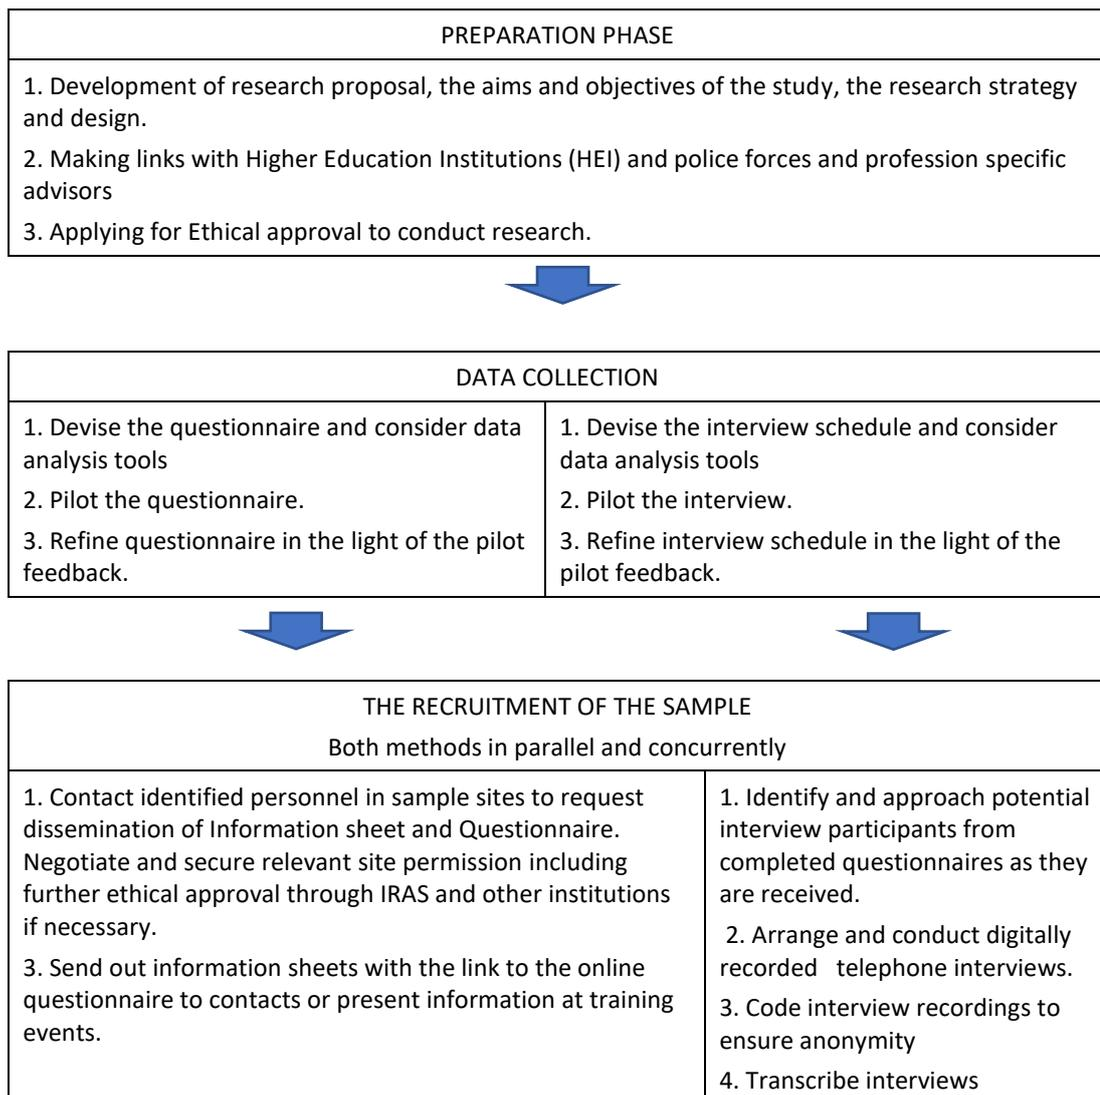 PREPARATION PHASE
1. Development of research proposal, the aims and objectives of the study, the research strategy
and design.
2. Making links with Higher Education Institutions (HEI) and police forces and profession specific
advisors
3. Applying for Ethical approval to conduct research.
DATA COLLECTION
1. Devise the questionnaire and consider data
analysis tools
2. Pilot the questionnaire.
3. Refine questionnaire in the light of the pilot
feedback.
1. Devise the interview schedule and consider
data analysis tools
2. Pilot the interview.
3. Refine interview schedule in the light of the
pilot feedback.
THE RECRUITMENT OF THE SAMPLE
Both methods in parallel and concurrently
1. Contact identified personnel in sample sites to request
dissemination of Information sheet and Questionnaire.
Negotiate and secure relevant site permission including
further ethical approval through IRAS and other institutions
if necessary.
3. Send out information sheets with the link to the online
questionnaire to contacts or present information at training
events.
1. Identify and approach potential
interview participants from
completed questionnaires as they
are received.
2. Arrange and conduct digitally
recorded telephone interviews.
3. Code interview recordings to
ensure anonymity
4. Transcribe interviews